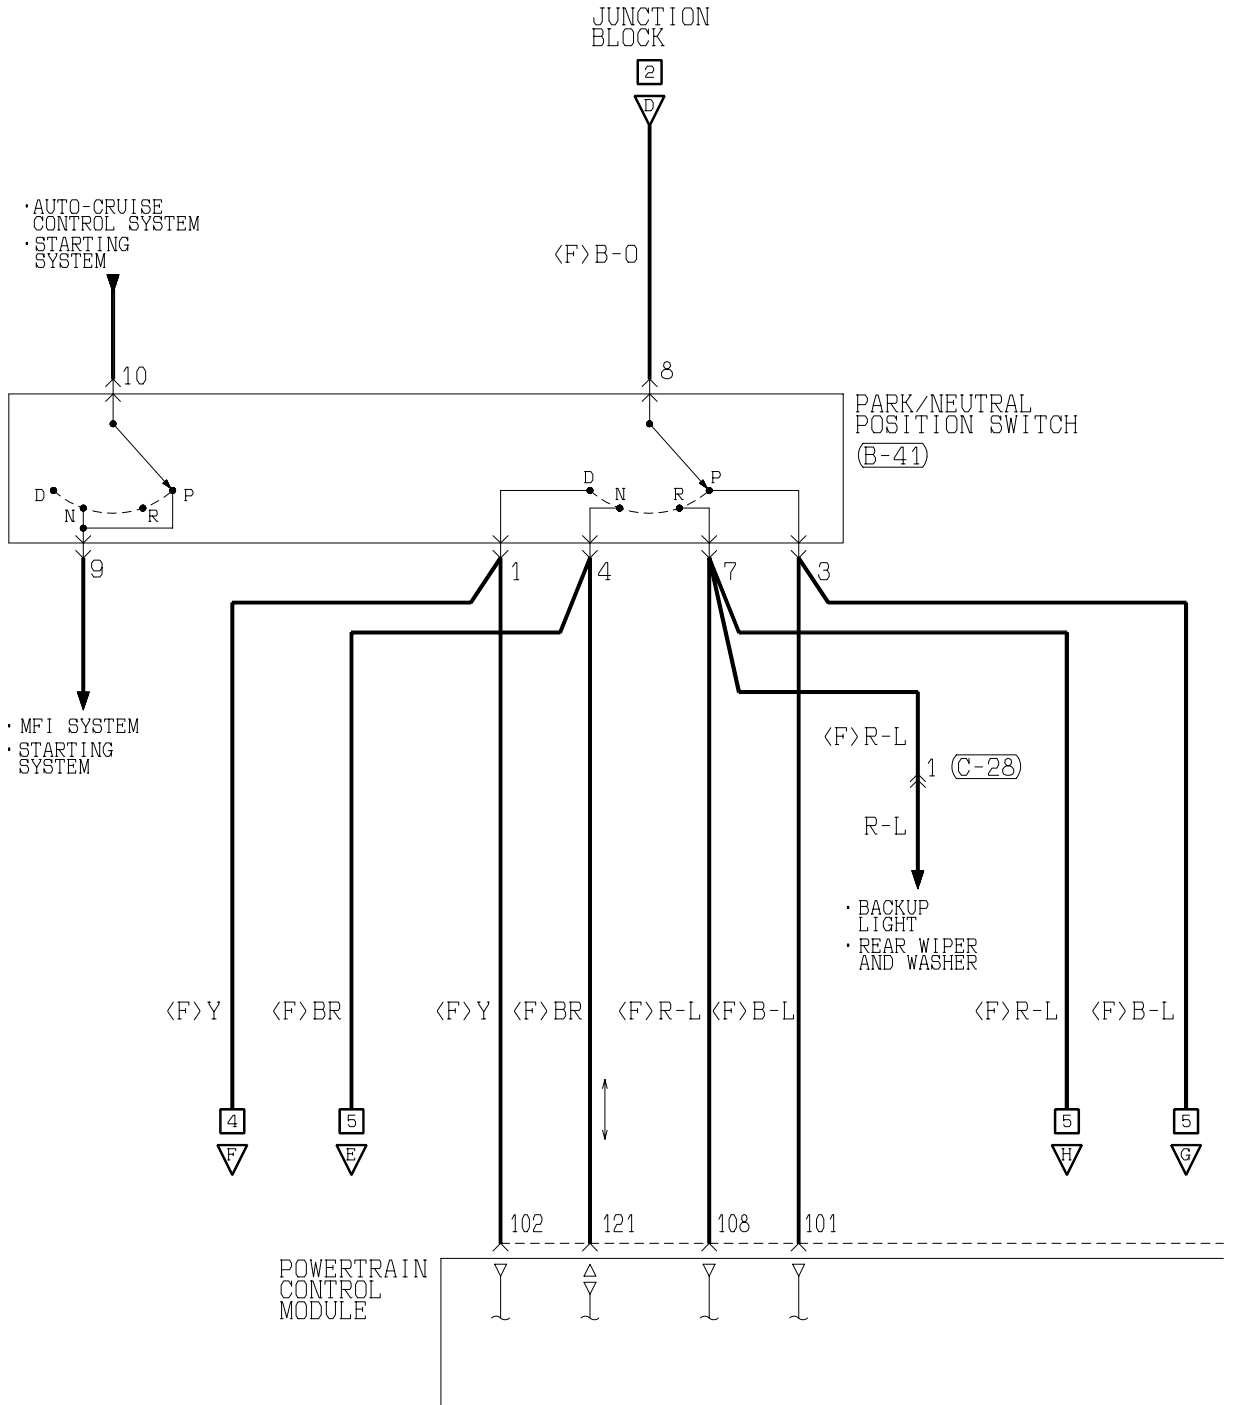 JUNCTION
BLOCK
2
D
・AUTO-CRUISE
CONTROL SYSTEM
・STARTING
SYSTEM
〈F〉B-O
10
8
PARK/NEUTRAL
POSITION SWITCH
B-41
D
N
R
P
D
N
R
P
9
1
4
7
3
・MFI SYSTEM
・STARTING
SYSTEM
〈F〉R-L
1
C-28
R-L
・BACKUP
LIGHT
・REAR WIPER
AND WASHER
〈F〉Y
〈F〉BR
〈F〉Y
〈F〉BR
〈F〉R-L
〈F〉B-L
〈F〉R-L
〈F〉B-L
4
5
5
5
F
E
H
G
102
121
108
101
POWERTRAIN
CONTROL
MODULE